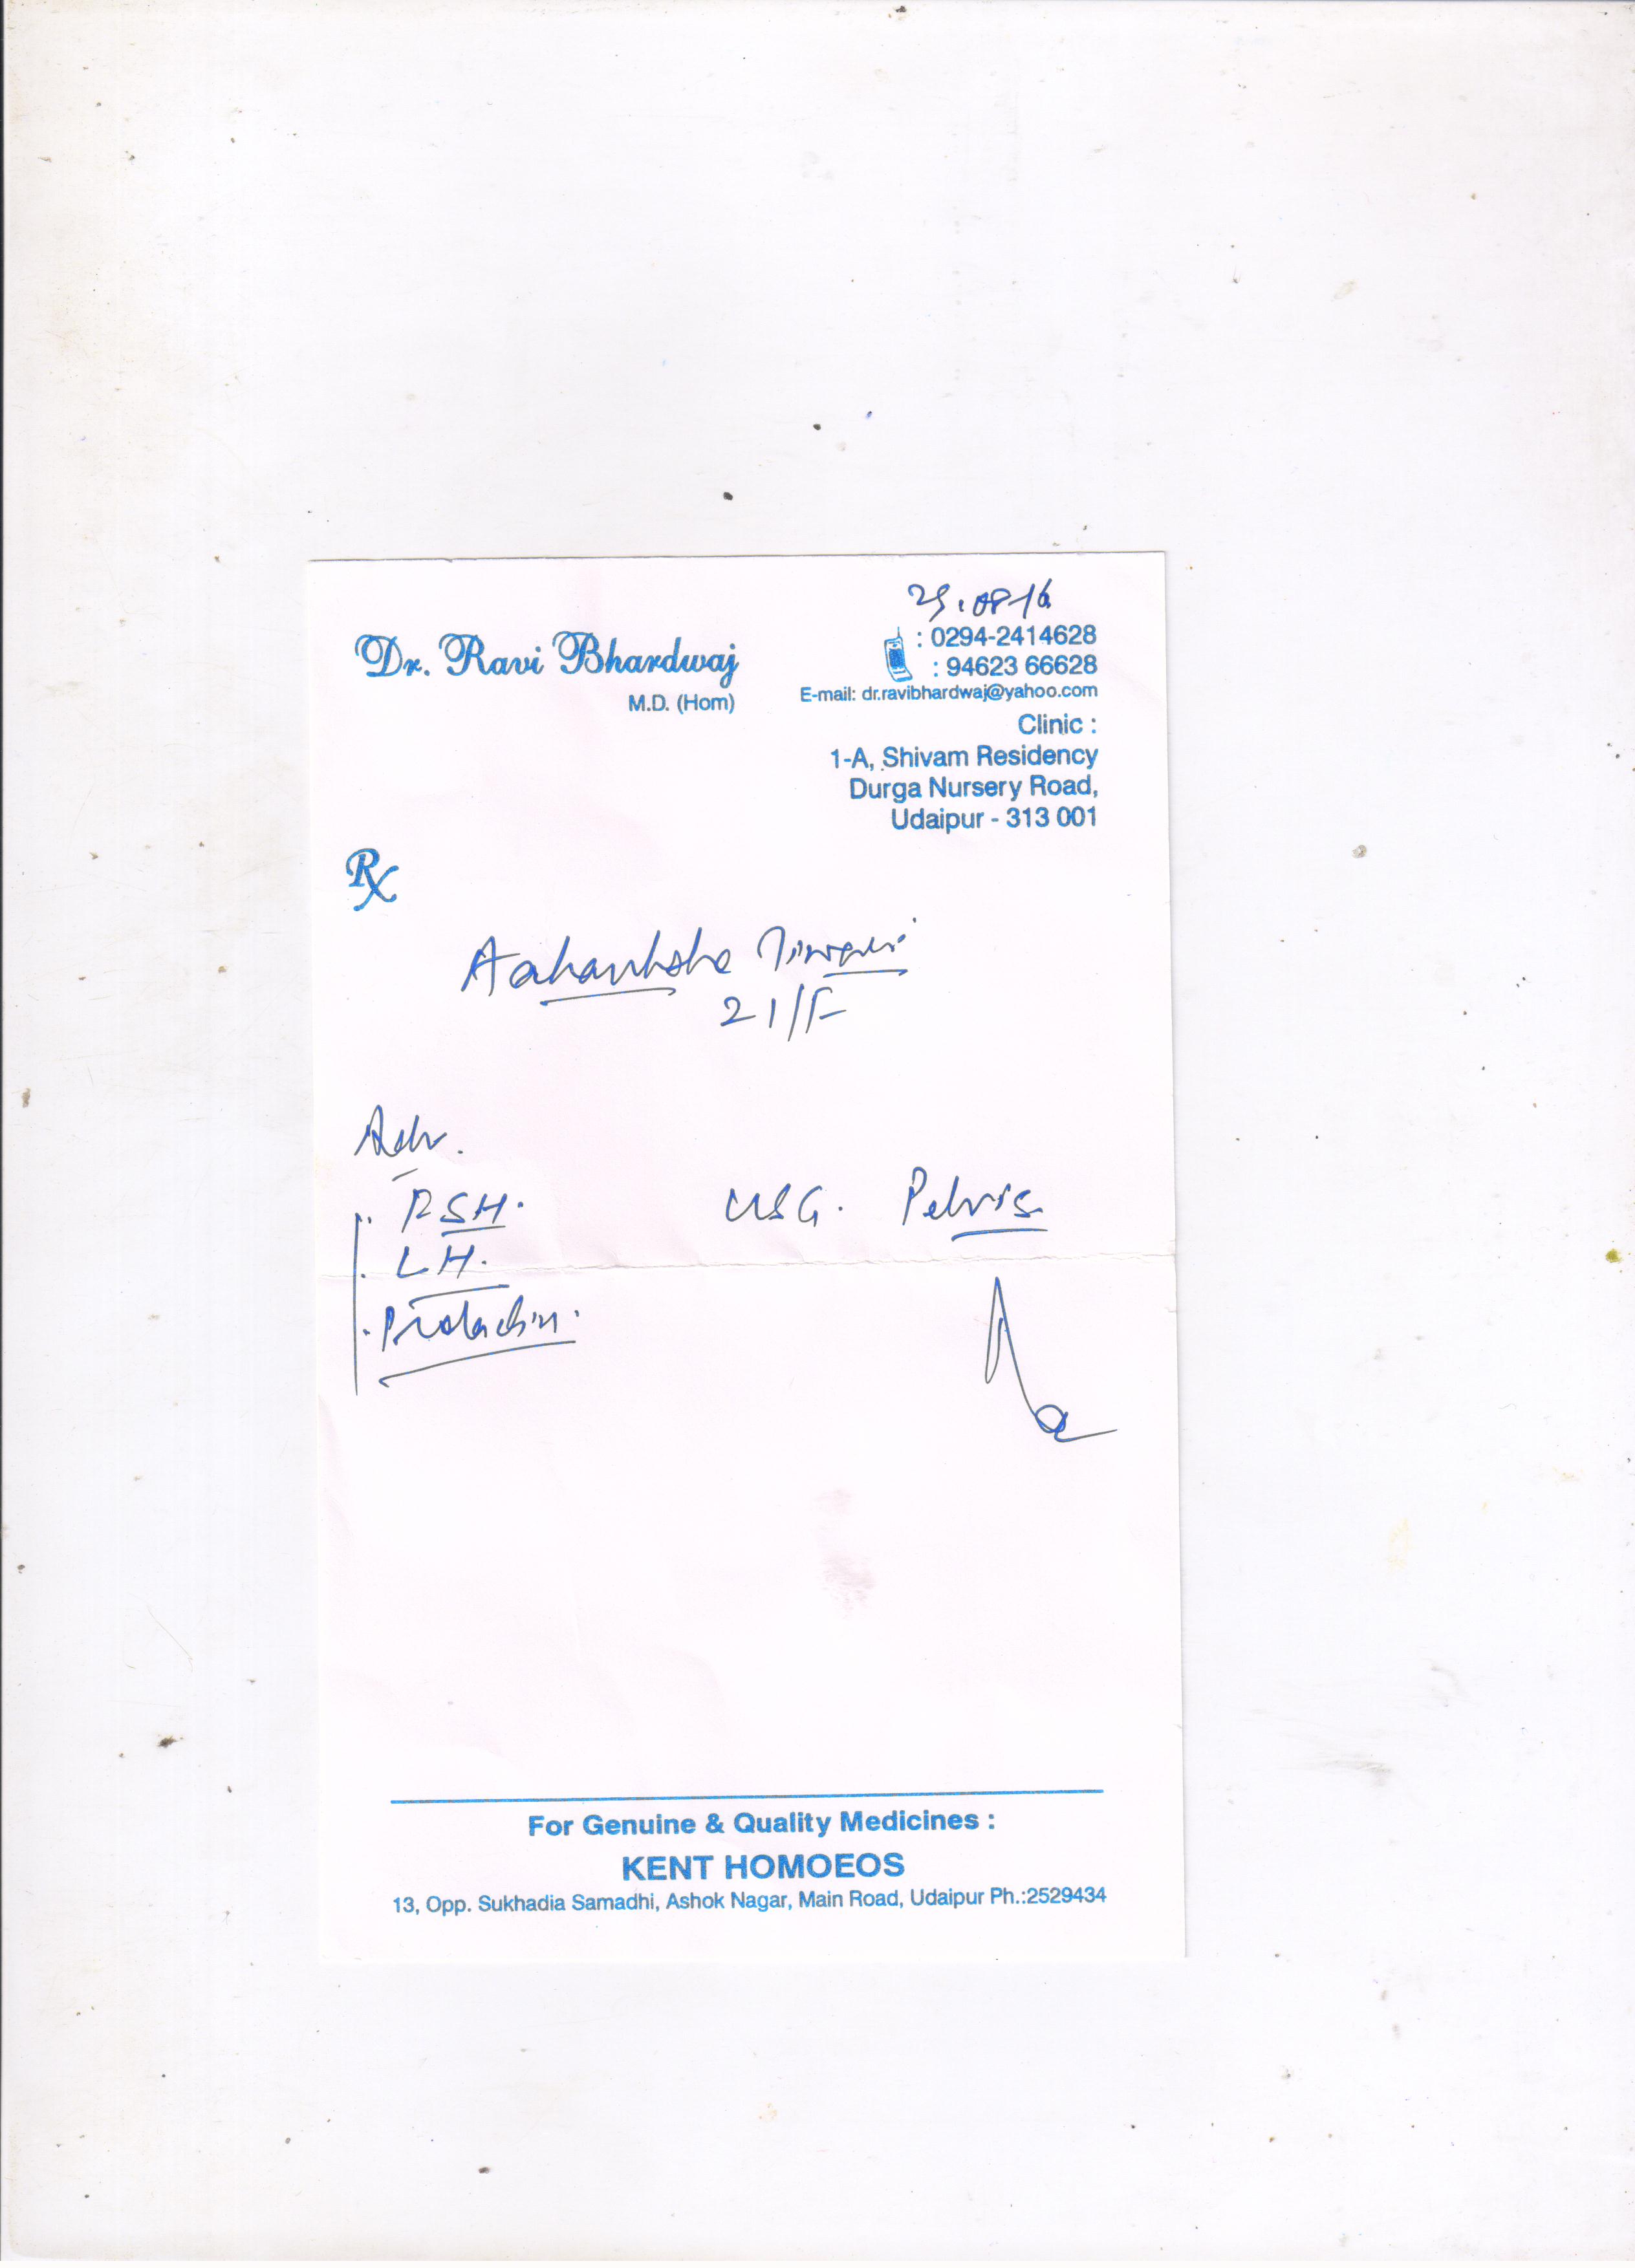 29.08.16
Dr. Ravi Bhardwaj
M.D. (Hom)
: 0294-2414628
: 94623 66628
E-mail: dr.ravibhardwaj@yahoo.com
Clinic :
1-A, Shivam Residency
Durga Nursery Road,
Udaipur - 313 001
Rx
Aakanksha Tiwari
21/F
Adv.
. FSH.
. LH.
. Prolactin.
USG. Pelvis
For Genuine & Quality Medicines :
KENT HOMOEOS
13, Opp. Sukhadia Samadhi, Ashok Nagar, Main Road, Udaipur Ph.:2529434